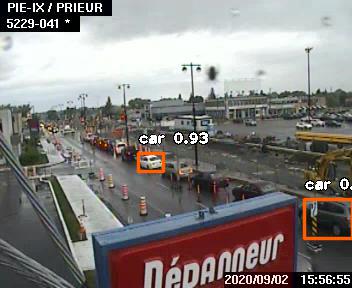 PIE-IX / PRIEUR
5229-041 *
car 0.93
car 0.
Dépanneur
2020/09/02 15:56:55